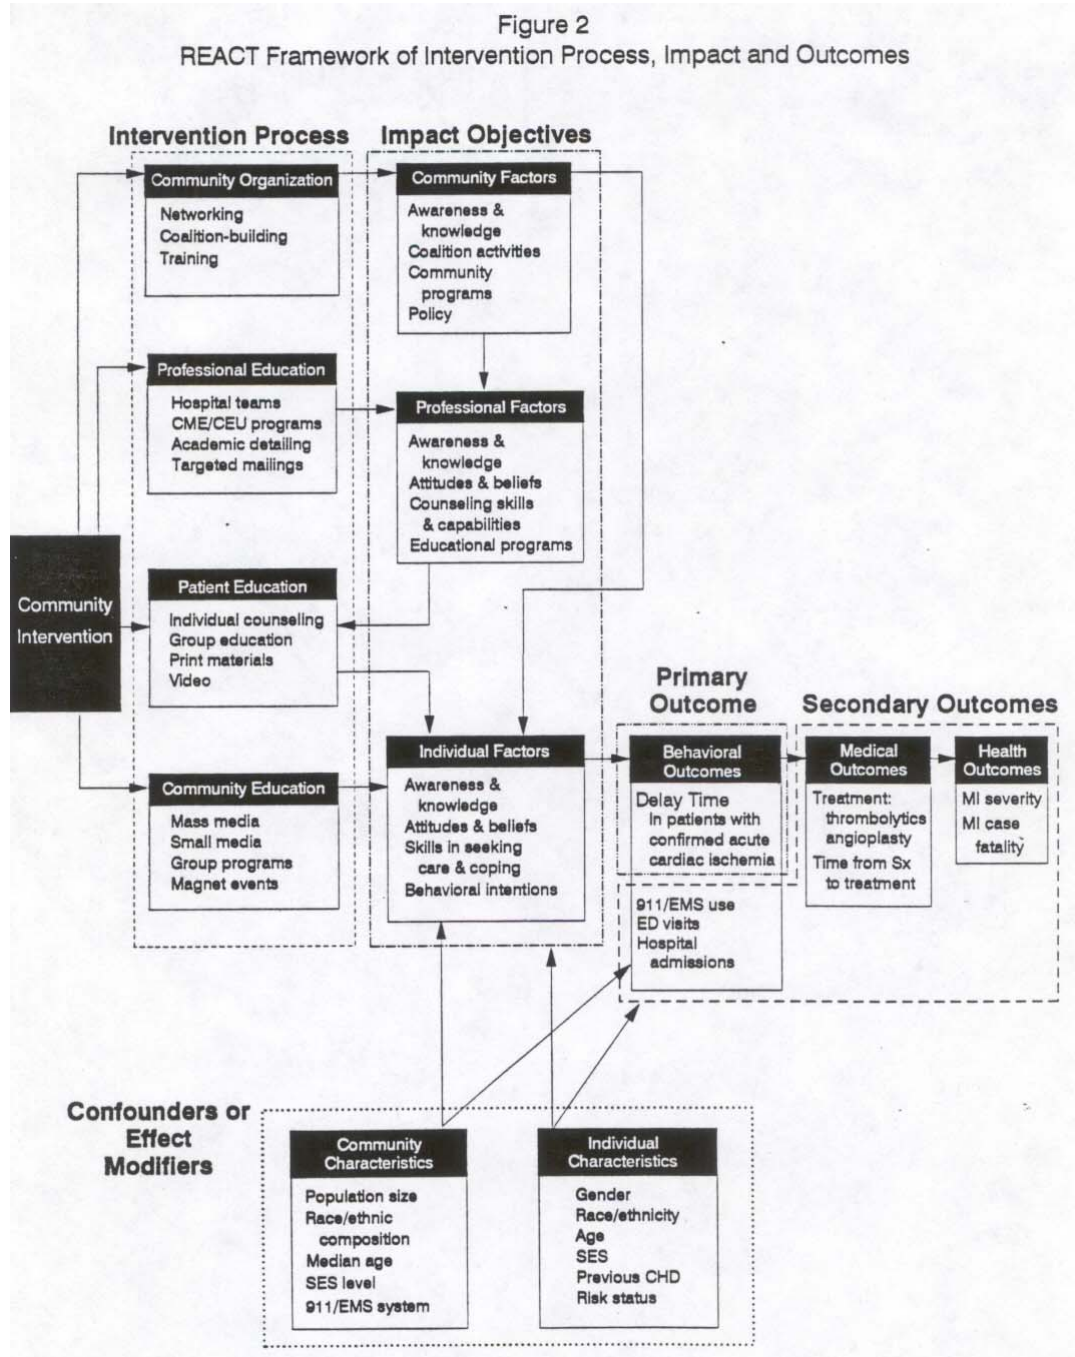 Figure 2
REACT Framework of Intervention Process, Impact and Outcomes
Intervention Process
Impact Objectives
Community Organization
Networking
Coalition-building
Training
Community Factors
Awareness &
knowledge
Coalition activities
Community
programs
Policy
Professional Education
Hospital teams
CME/CEU programs
Academic detailing
Targeted mailings
Professional Factors
Awareness &
knowledge
Attitudes & beliefs
Counseling skills
& capabilities
Educational programs
Community
Intervention
Patient Education
Individual counseling
Group education
Print materials
Video
Community Education
Mass media
Small media
Group programs
Magnet events
Individual Factors
Awareness &
knowledge
Attitudes & beliefs
Skills in seeking
care & coping
Behavioral intentions
Primary
Outcome
Behavioral
Outcomes
Delay Time
In patients with
confirmed acute
cardiac ischemia
911/EMS use
ED visits
Hospital
admissions
Secondary Outcomes
Medical
Outcomes
Treatment:
thrombolytics
angioplasty
Time from Sx
to treatment
Health
Outcomes
MI severity
MI case
fatality
Confounders or
Effect
Modifiers
Community
Characteristics
Population size
Race/ethnic
composition
Median age
SES level
911/EMS system
Individual
Characteristics
Gender
Race/ethnicity
Age
SES
Previous CHD
Risk status